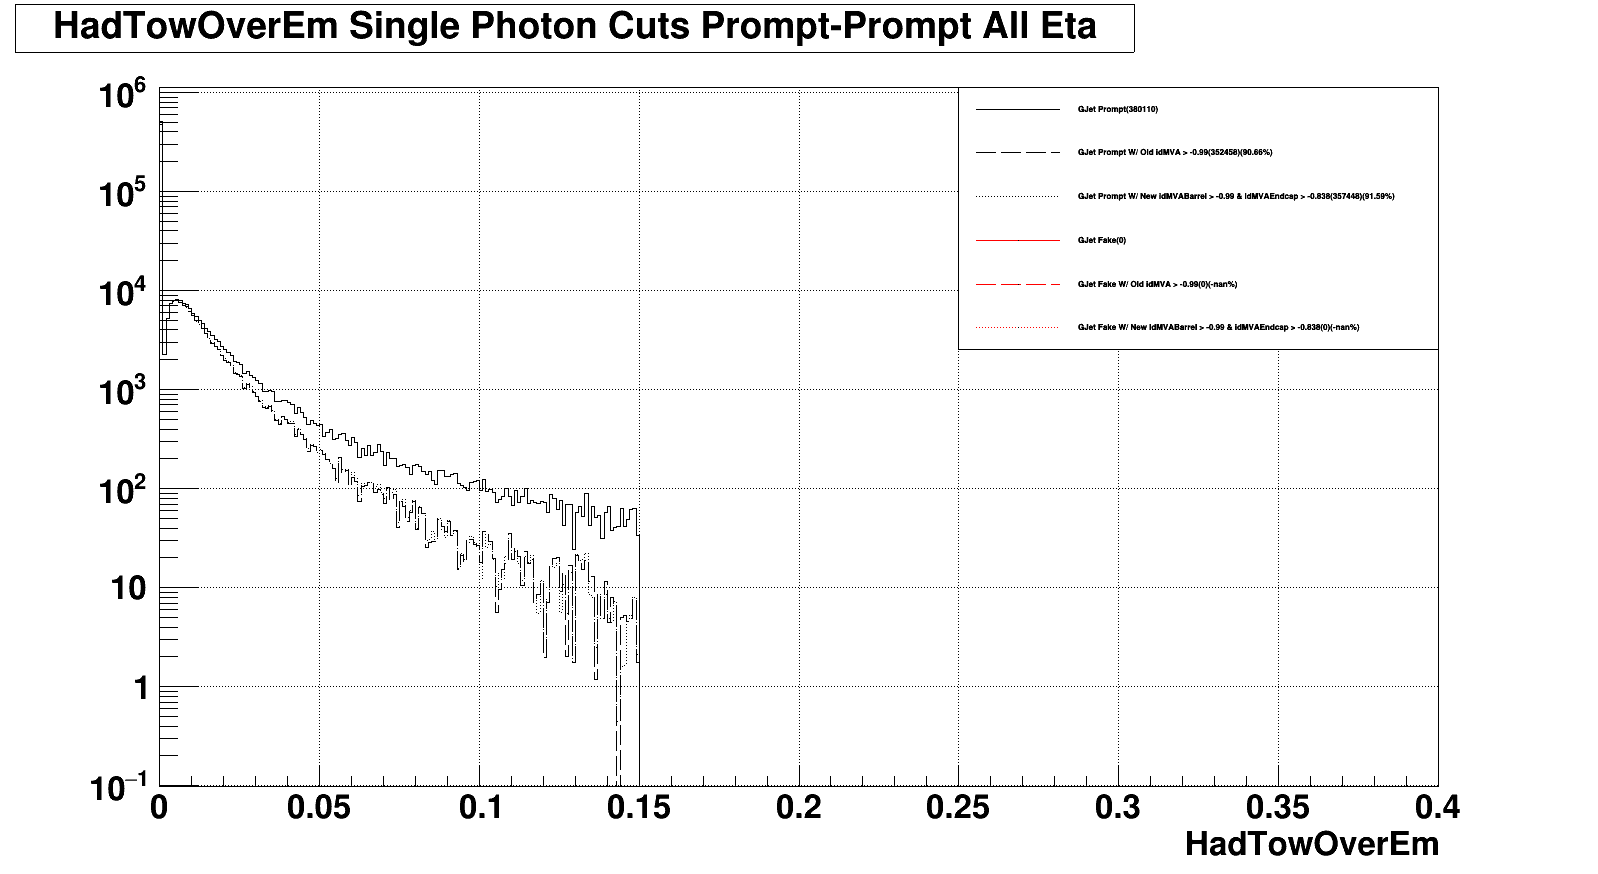 HadTowOverEm Single Photon Cuts Prompt-Prompt All Eta
10^6
10^5
10^4
10^3
10^2
10
1
10^−1
0 0.05 0.1 0.15 0.2 0.25 0.3 0.35 0.4
HadTowOverEm
GJet Prompt(380110)
GJet Prompt W/ Old idMVA > -0.99(352458)(90.66%)
GJet Prompt W/ New idMVABarrel > -0.99 & idMVAEndcap > -0.838(357448)(91.59%)
GJet Fake(0)
GJet Fake W/ Old idMVA > -0.99(0)(-nan%)
GJet Fake W/ New idMVABarrel > -0.99 & idMVAEndcap > -0.838(0)(-nan%)